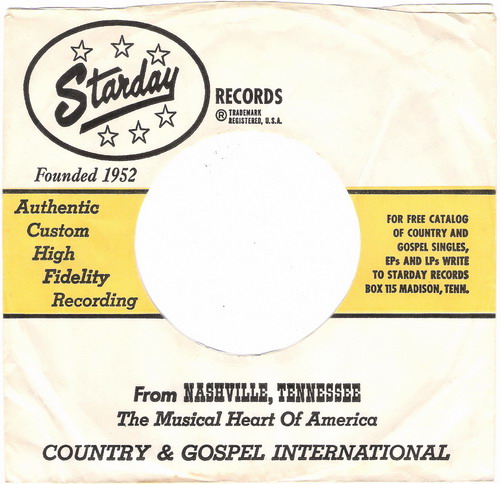 Starday
RECORDS
® TRADEMARK
REGISTERED, U.S.A.
Founded 1952
Authentic
Custom
High
Fidelity
Recording
FOR FREE CATALOG
OF COUNTRY AND
GOSPEL SINGLES,
EPs AND LPs WRITE
TO STARDAY RECORDS
BOX 115 MADISON, TENN.
From NASHVILLE, TENNESSEE
The Musical Heart Of America
COUNTRY & GOSPEL INTERNATIONAL